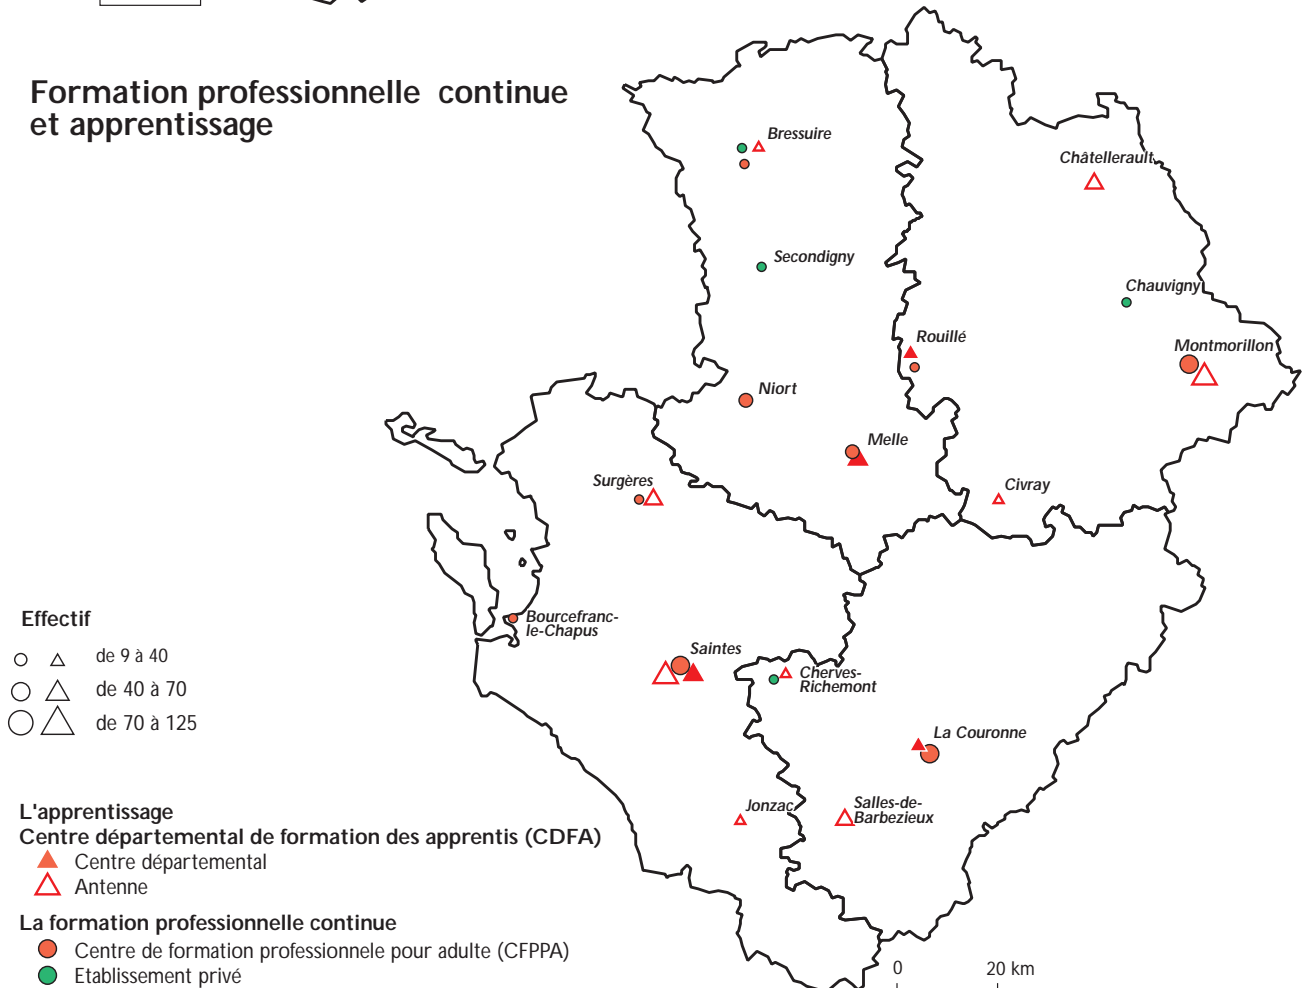 Formation professionnelle continue
et apprentissage
Bressuire
Châtellerault
Secondigny
Chauvigny
Rouillé
Montmorillon
Niort
Melle
Surgères
Civray
Effectif
de 9 à 40
de 40 à 70
de 70 à 125
Bourcefranc-
le-Chapus
Saintes
Cherves-
Richemont
La Couronne
Jonzac
Salles-de-
Barbezieux
L'apprentissage
Centre départemental de formation des apprentis (CDFA)
Centre départemental
Antenne
La formation professionnelle continue
Centre de formation professionnele pour adulte (CFPPA)
Etablissement privé
0 20 km